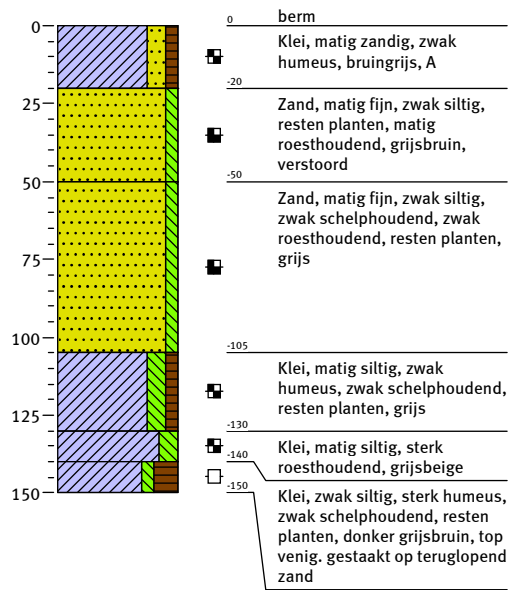 0
25
50
75
100
125
150
0
berm
Klei, matig zandig, zwak
humeus, bruingrijs, A
-20
Zand, matig fijn, zwak siltig,
resten planten, matig
roesthoudend, grijsbruin,
verstoord
-50
Zand, matig fijn, zwak siltig,
zwak schelphoudend, zwak
roesthoudend, resten planten,
grijs
-105
Klei, matig siltig, zwak
humeus, zwak schelphoudend,
resten planten, grijs
-130
Klei, matig siltig, sterk
roesthoudend, grijsbeige
-140
-150
Klei, zwak siltig, sterk humeus,
zwak schelphoudend, resten
planten, donker grijsbruin, top
venig. gestaakt op teruglopend
zand